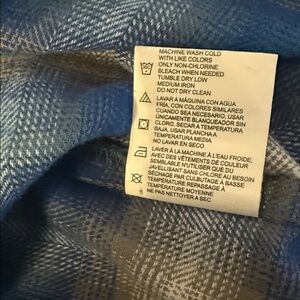 MACHINE WASH COLD
WITH LIKE COLORS
ONLY NON-CHLORINE
BLEACH WHEN NEEDED
TUMBLE DRY LOW
MEDIUM IRON
DO NOT DRY CLEAN
LAVAR A MÁQUINA CON AGUA
FRÍA, CON COLORES SIMILARES
CUANDO SEA NECESARIO, USAR
ÚNICAMENTE BLANQUEADOR SIN
CLORO, SECAR A TEMPERATURA
BAJA, USAR PLANCHA A
TEMPERATURA MEDIA
NO LAVAR EN SECO
LAVER À MACHINE À L'EAU FROIDE,
AVEC DES VÊTEMENTS DE COULEUR
SEMBLABLE N'UTILISER QUE DU
JAVELLISANT SANS CHLORE AU BESOIN
SÉCHAGE PAR CULBUTAGE À BASSE
TEMPÉRATURE REPASSAGE À
TEMPÉRATURE MOYENNE
NE PAS NETTOYER À SEC